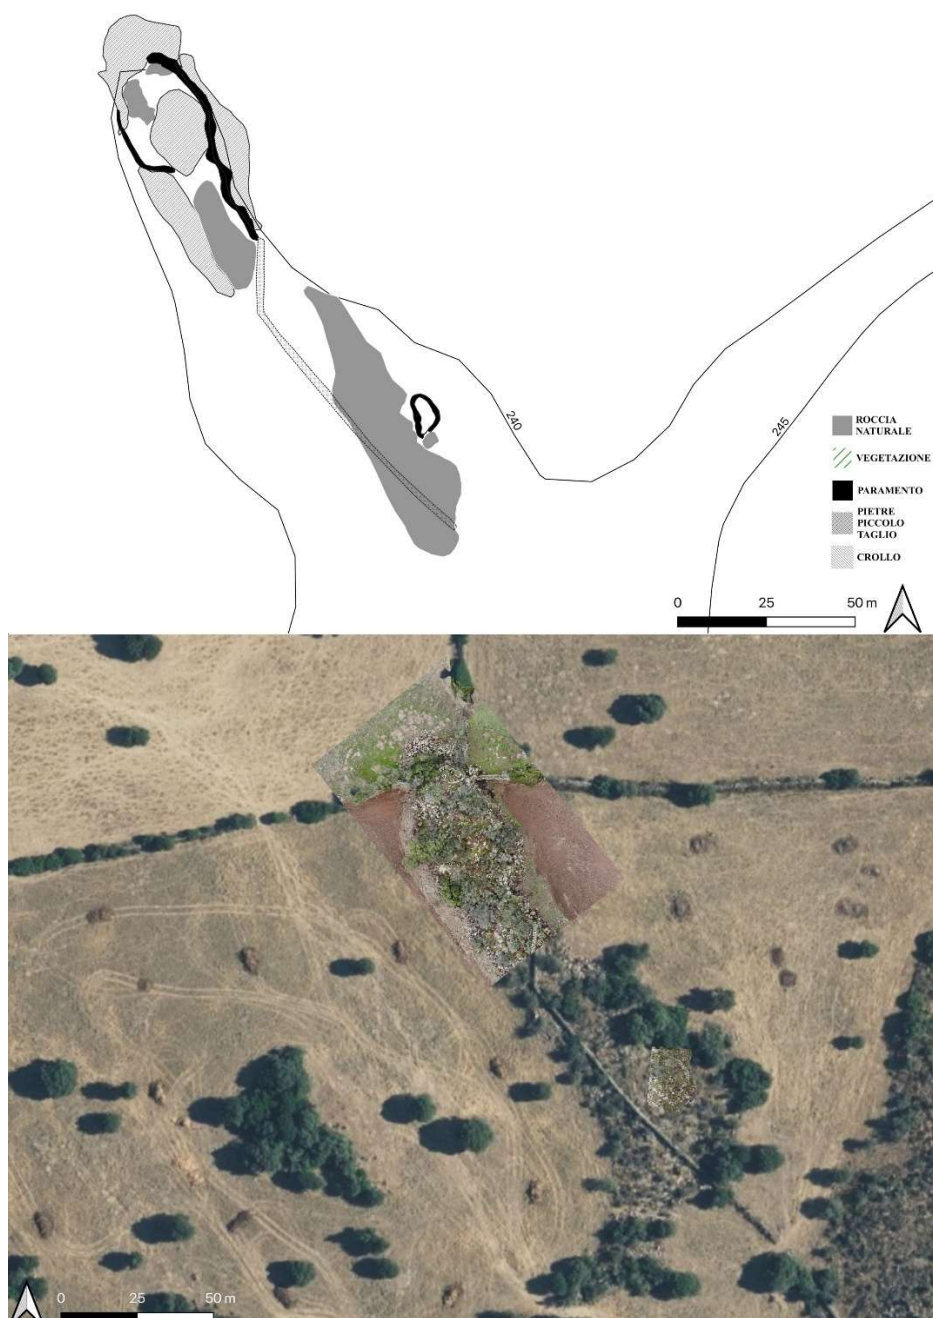 240
245
ROCCIA
NATURALE
VEGETAZIONE
PARAMENTO
PIETRE
PICCOLO
TAGLIO
CROLLO
0 25 50 m
0 25 50 m